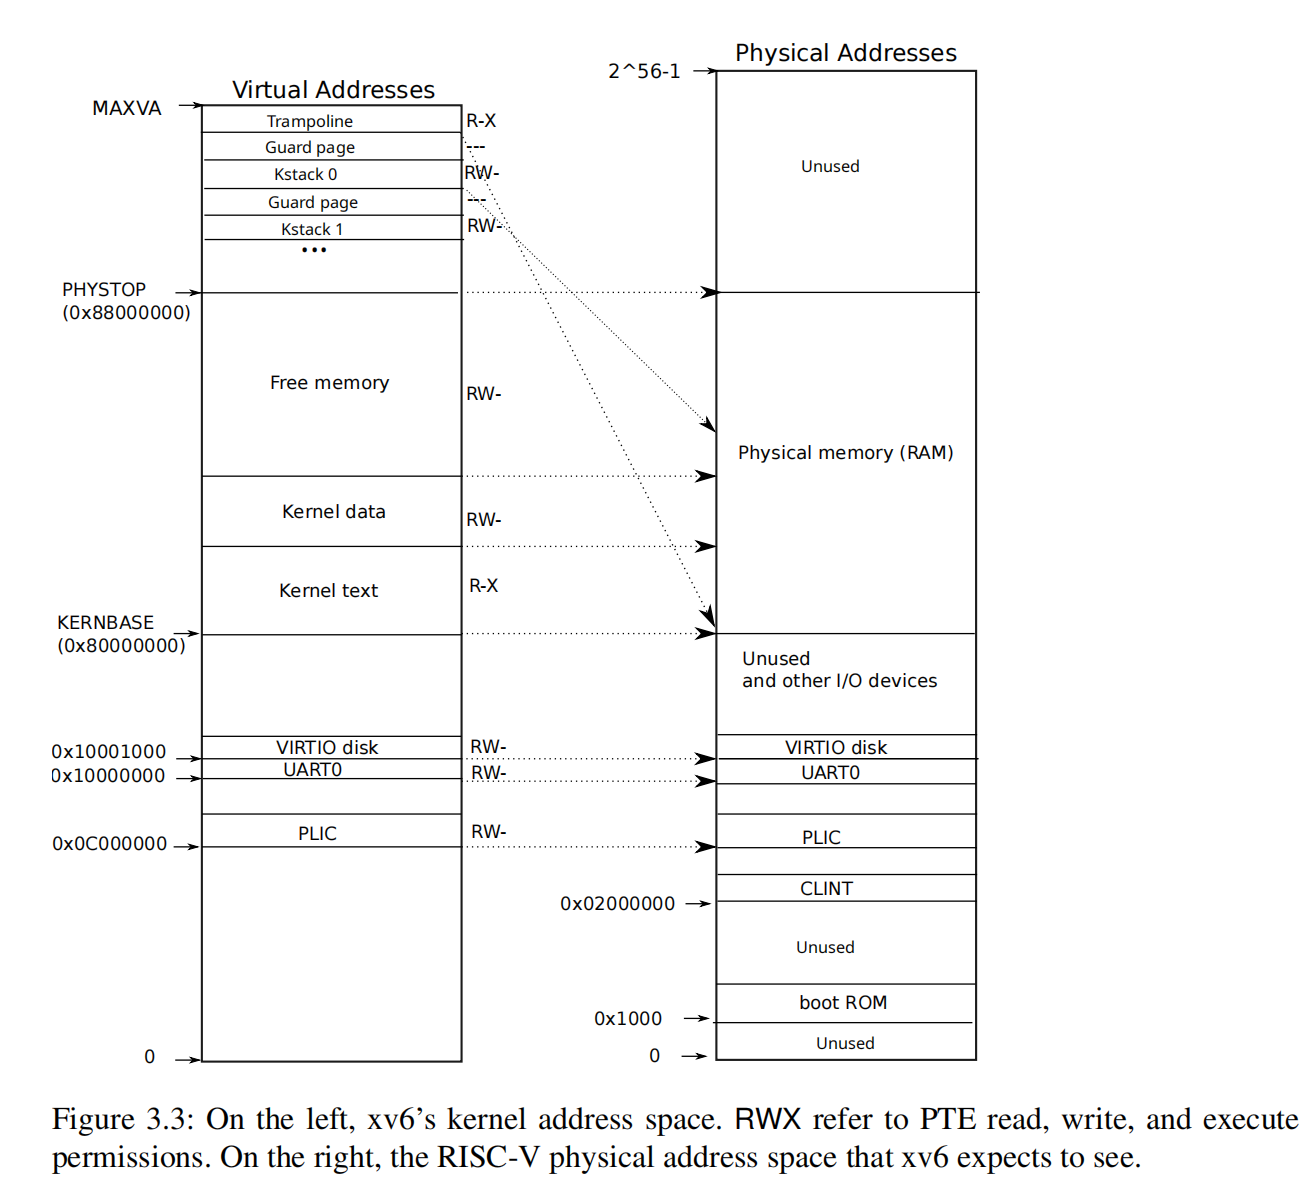 Physical Addresses
2^56-1
Virtual Addresses
MAXVA
Trampoline
R-X
Guard page
---
Kstack 0
RW-
Guard page
---
Kstack 1
RW-
•••
Unused
PHYSTOP
(0x88000000)
Free memory
RW-
Physical memory (RAM)
Kernel data
RW-
Kernel text
R-X
KERNBASE
(0x80000000)
Unused
and other I/O devices
0x10001000
VIRTIO disk
RW-
VIRTIO disk
0x10000000
UART0
RW-
UART0
0x0C000000
PLIC
RW-
PLIC
CLINT
0x02000000
Unused
boot ROM
0x1000
Unused
0
0
Figure 3.3: On the left, xv6’s kernel address space. RWX refer to PTE read, write, and execute
permissions. On the right, the RISC-V physical address space that xv6 expects to see.